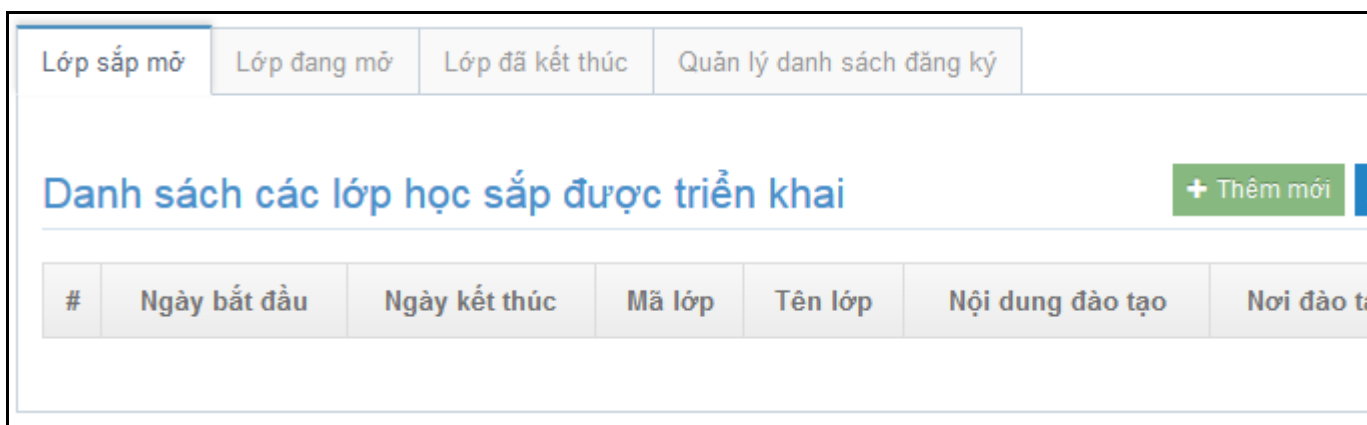 Lớp sắp mở Lớp đang mở Lớp đã kết thúc Quản lý danh sách đăng ký
Danh sách các lớp học sắp được triển khai + Thêm mới
# Ngày bắt đầu Ngày kết thúc Mã lớp Tên lớp Nội dung đào tạo Nơi đào